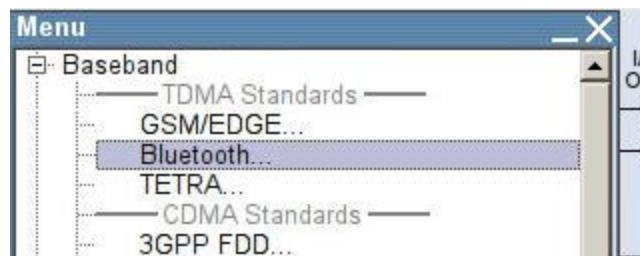 Menu
Baseband
TDMA Standards
GSM/EDGE...
Bluetooth...
TETRA...
CDMA Standards
3GPP FDD...